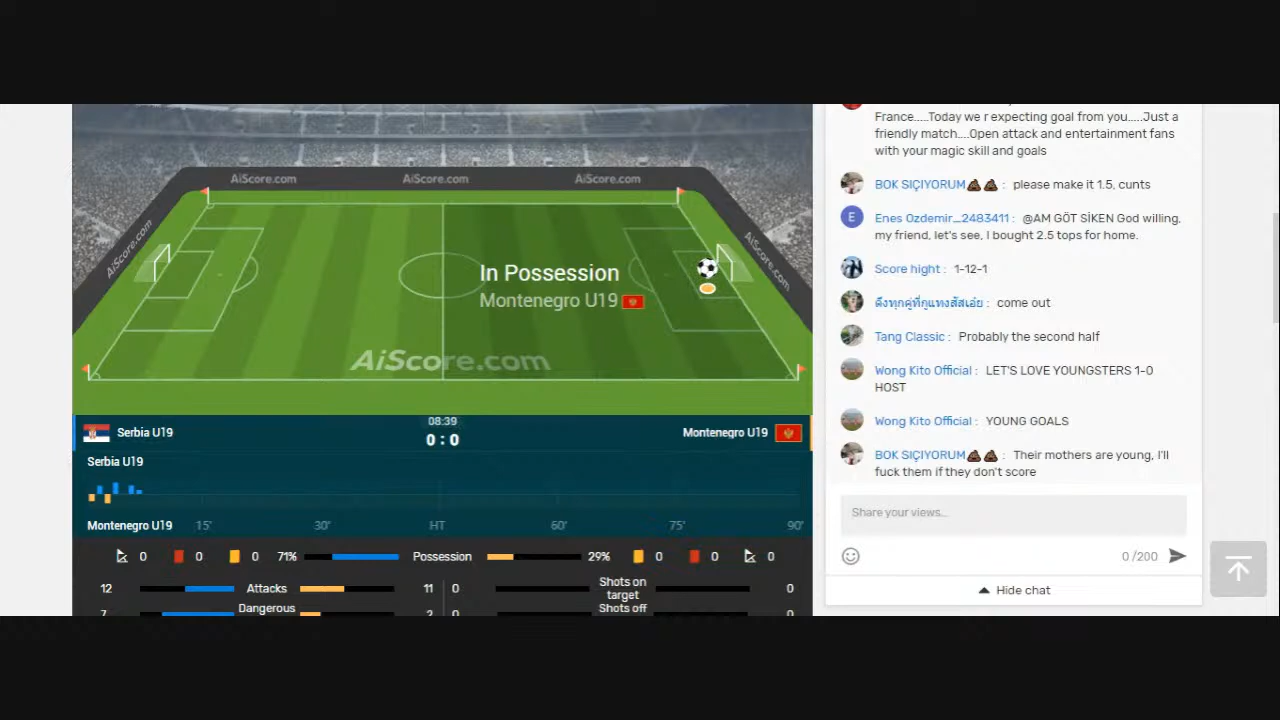 AiScore.com
AiScore.com
AiScore.com
AiScore.com
AiScore.com
In Possession
Montenegro U19
AiScore.com
Serbia U19
08:39
0 : 0
Montenegro U19
Serbia U19
Montenegro U19 15' 30' HT 60' 75' 90'
0 0 0 71% Possession 29% 0 0 0
12 Attacks 11 0 Shots on target 0
7 Dangerous 2 0 Shots off 0
France.....Today we r expecting goal from you.....Just a
friendly match....Open attack and entertainment fans
with your magic skill and goals
BOK SIÇIYORUM💩💩 : please make it 1.5, cunts
E
Enes Ozdemir_2483411 : @AM GÖT SİKEN God willing,
my friend, let's see, I bought 2.5 tops for home.
Score hight : 1-12-1
: come out
Tang Classic : Probably the second half
Wong Kito Official : LET'S LOVE YOUNGSTERS 1-0
HOST
Wong Kito Official : YOUNG GOALS
BOK SIÇIYORUM💩💩 : Their mothers are young, I'll
fuck them if they don't score
Share your views...
0 /200
Hide chat